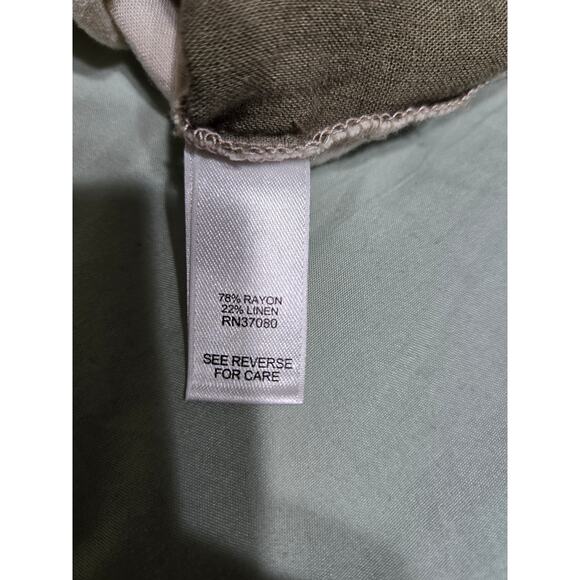 78% RAYON
22% LINEN
RN37080
SEE REVERSE
FOR CARE